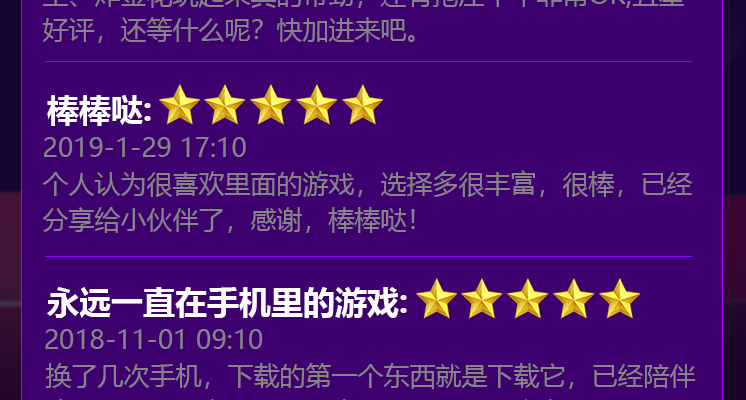 好评，还等什么呢？快加进来吧。
棒棒哒:
2019-1-29 17:10
个人认为很喜欢里面的游戏，选择多很丰富，很棒，已经
分享给小伙伴了，感谢，棒棒哒！
永远一直在手机里的游戏:
2018-11-01 09:10
换了几次手机，下载的第一个东西就是下载它，已经陪伴